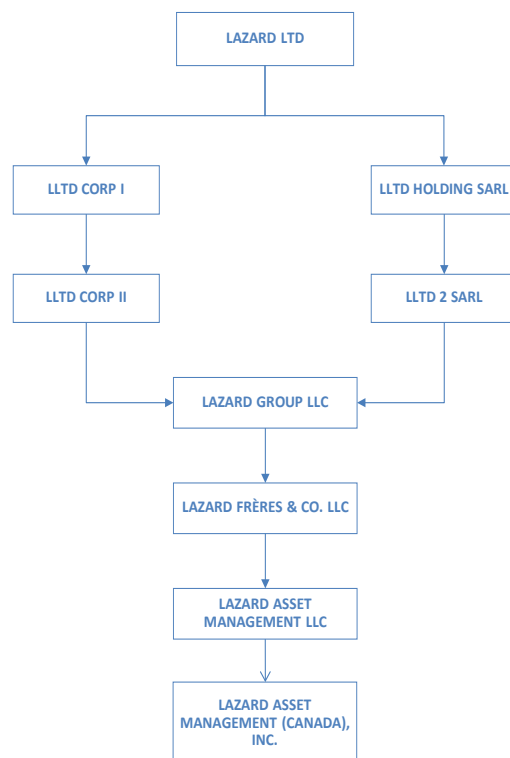 LAZARD LTD
LLTD CORP I
LLTD HOLDING SARL
LLTD CORP II
LLTD 2 SARL
LAZARD GROUP LLC
LAZARD FRÈRES & CO. LLC
LAZARD ASSET
MANAGEMENT LLC
LAZARD ASSET
MANAGEMENT (CANADA),
INC.